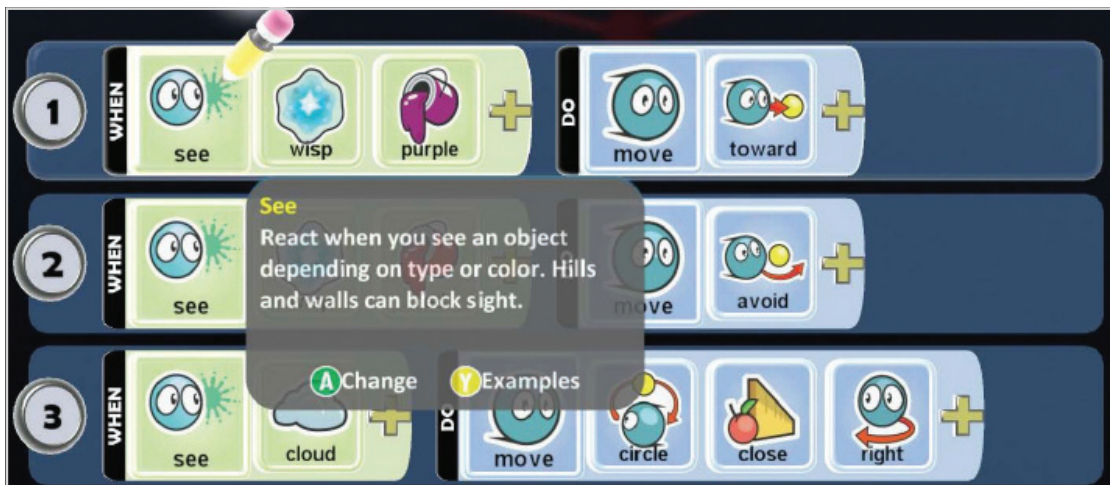 1 WHEN see wisp purple DO move toward
2 WHEN see move avoid
See
React when you see an object
depending on type or color. Hills
and walls can block sight.
A Change Y Examples
3 WHEN see cloud DO move circle close right